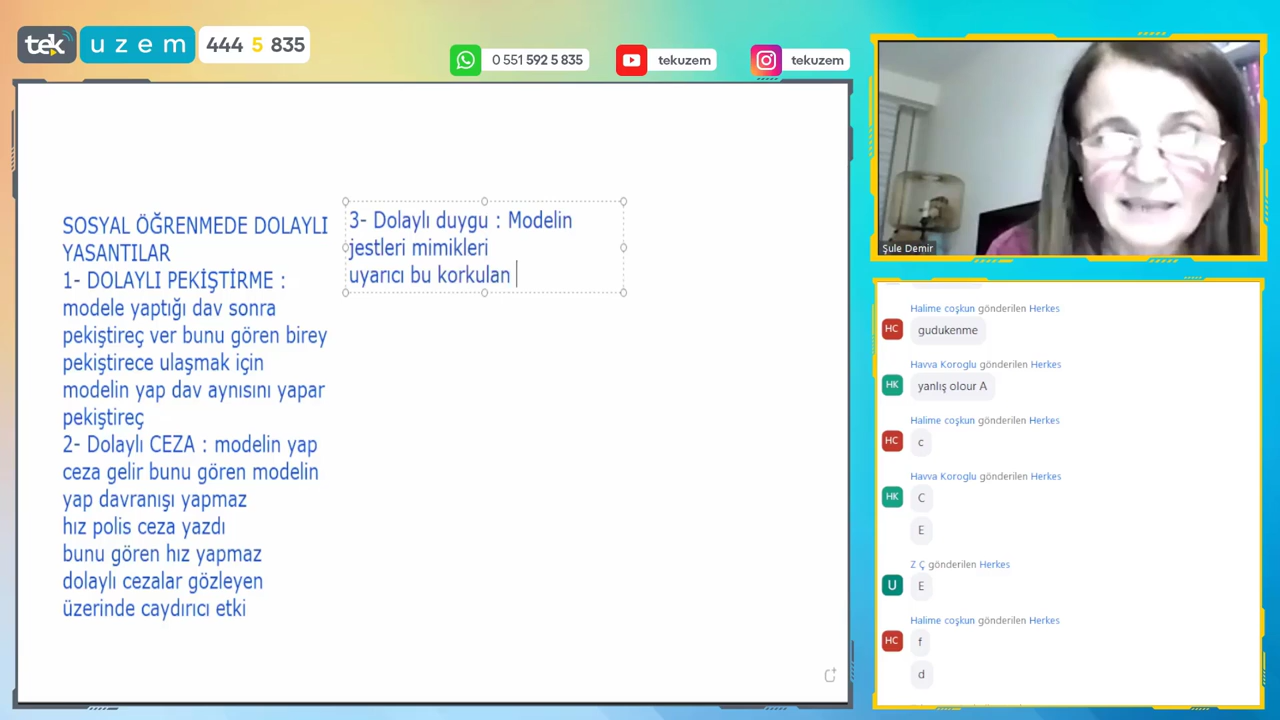 tek
uzem
444 5 835
0 551 592 5 835
tekuzem
tekuzem
SOSYAL ÖĞRENMEDE DOLAYLI
YASANTILAR
1- DOLAYLI PEKİŞTİRME :
modele yaptığı dav sonra
pekiştireç ver bunu gören birey
pekiştirece ulaşmak için
modelin yap dav aynısını yapar
pekiştireç
2- Dolaylı CEZA : modelin yap
ceza gelir bunu gören modelin
yap davranışı yapmaz
hız polis ceza yazdı
bunu gören hız yapmaz
dolaylı cezalar gözleyen
üzerinde caydırıcı etki
3- Dolaylı duygu : Modelin
jestleri mimikleri
uyarıcı bu korkulan
Şule Demir
Halime coşkun gönderilen Herkes
HC
gudukenme
Havva Koroglu gönderilen Herkes
HK
yanlış olour A
Halime coşkun gönderilen Herkes
HC
c
Havva Koroglu gönderilen Herkes
HK
C
E
Z Ç gönderilen Herkes
U
E
Halime coşkun gönderilen Herkes
HC
f
d